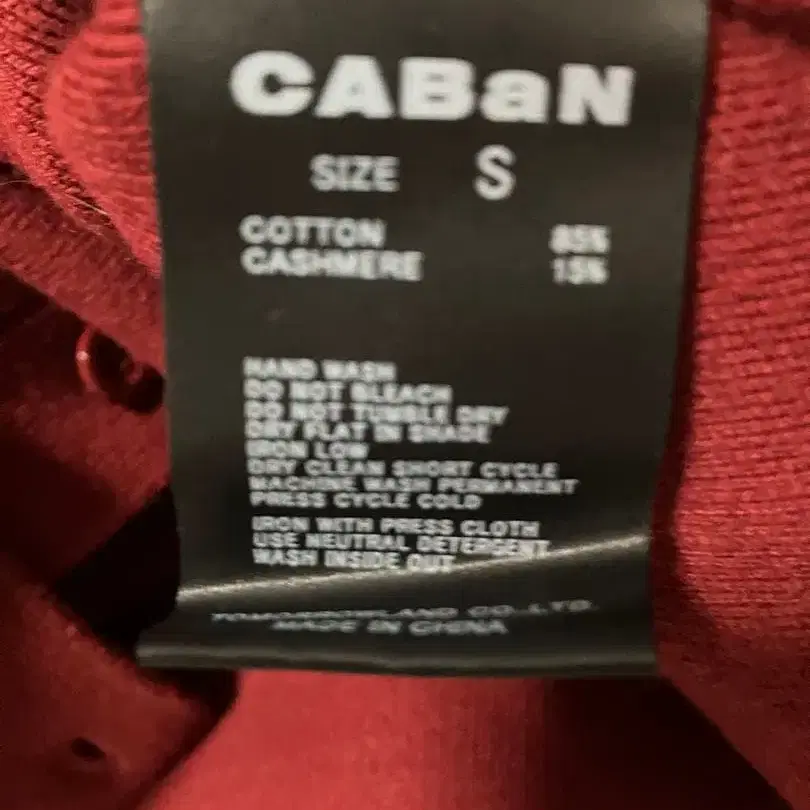 CABaN
SIZE S
COTTON 85%
CASHMERE 15%
HAND WASH
DO NOT BLEACH
DO NOT TUMBLE DRY
DRY FLAT IN SHADE
IRON LOW
DRY CLEAN SHORT CYCLE
MACHINE WASH PERMANENT
PRESS CYCLE COLD
IRON WITH PRESS CLOTH
USE NEUTRAL DETERGENT
WASH INSIDE OUT
TOMORROWLAND CO.,LTD.
MADE IN CHINA